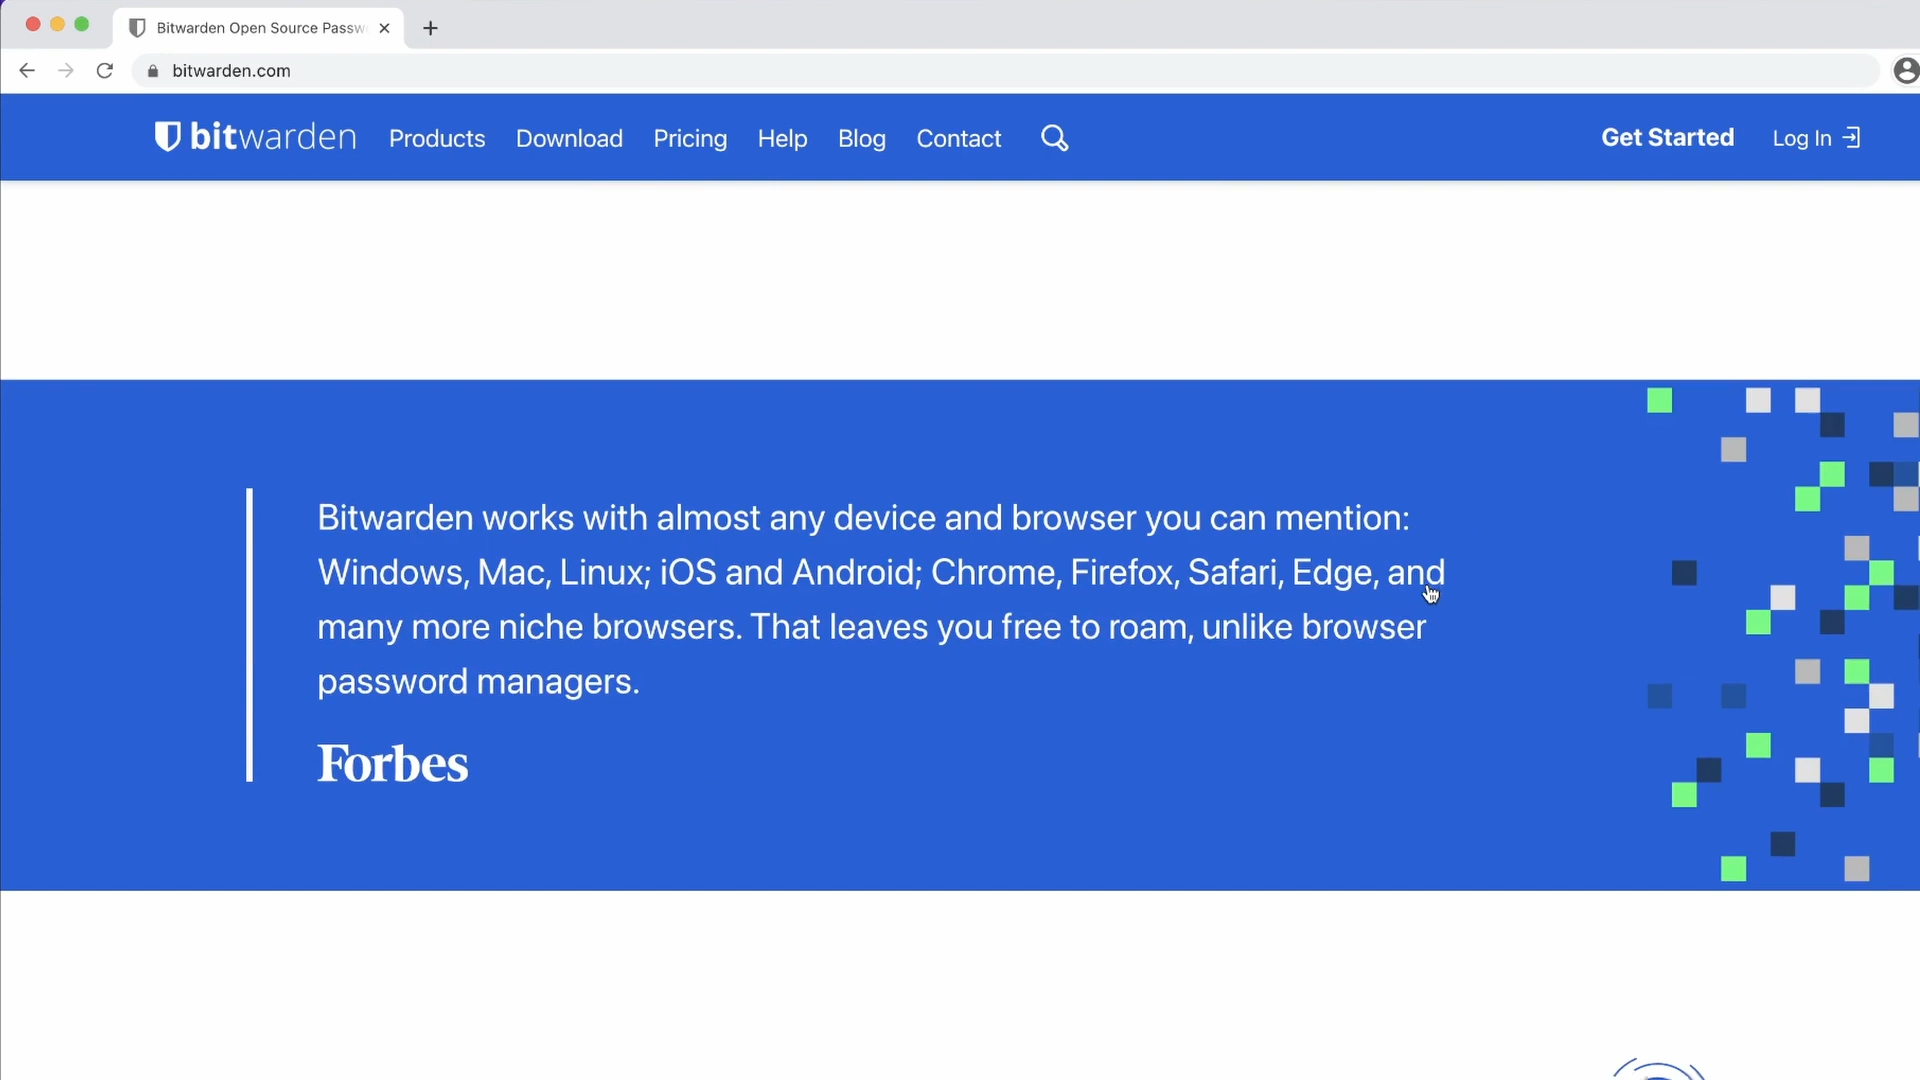 Bitwarden Open Source Passw
bitwarden.com
bitwarden Products Download Pricing Help Blog Contact Get Started Log In
Bitwarden works with almost any device and browser you can mention:
Windows, Mac, Linux; iOS and Android; Chrome, Firefox, Safari, Edge, and
many more niche browsers. That leaves you free to roam, unlike browser
password managers.
Forbes